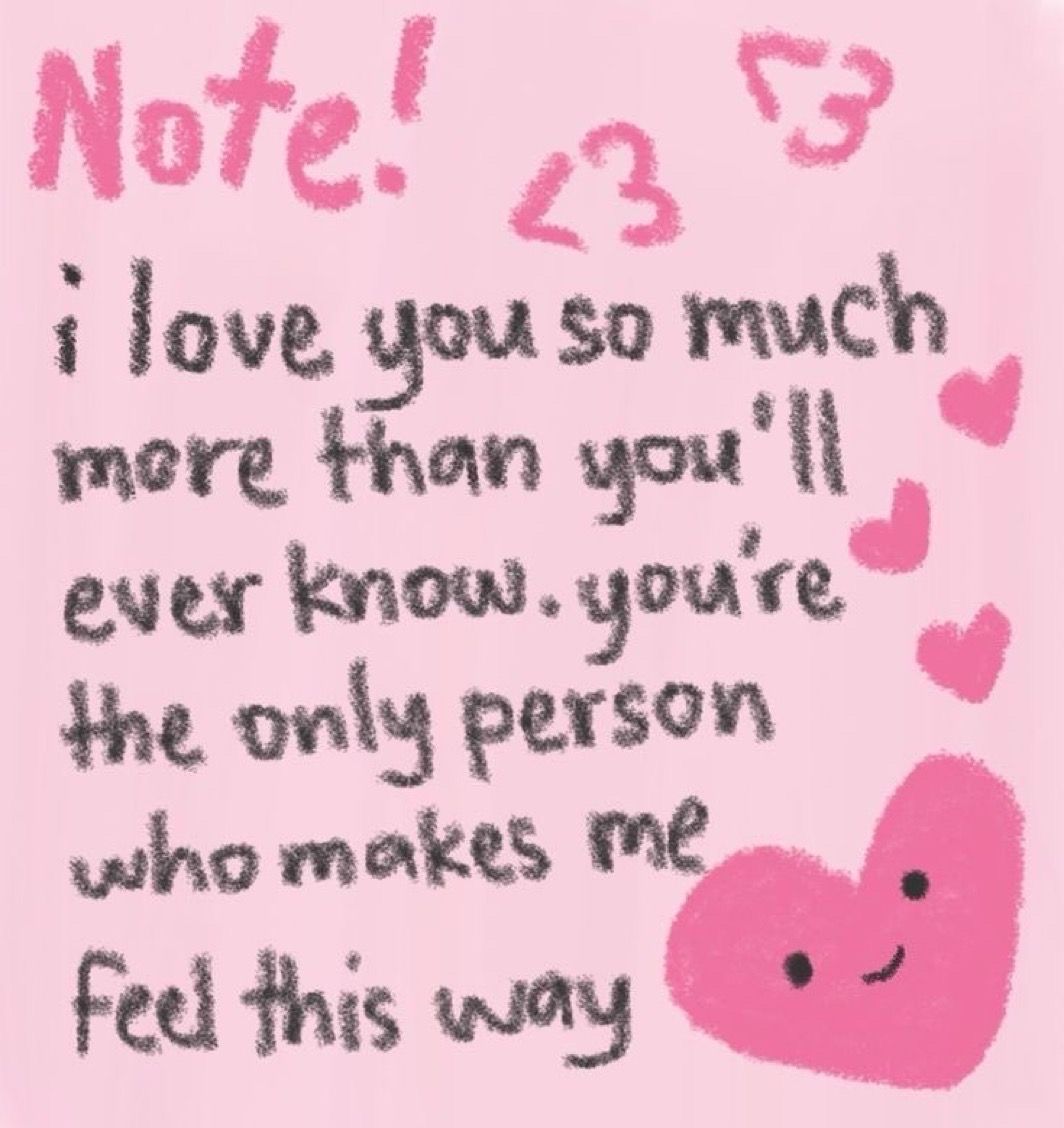 Note!
<3
<3
i love you so much
more than you'll
ever know. you're
the only person
who makes me
feel this way